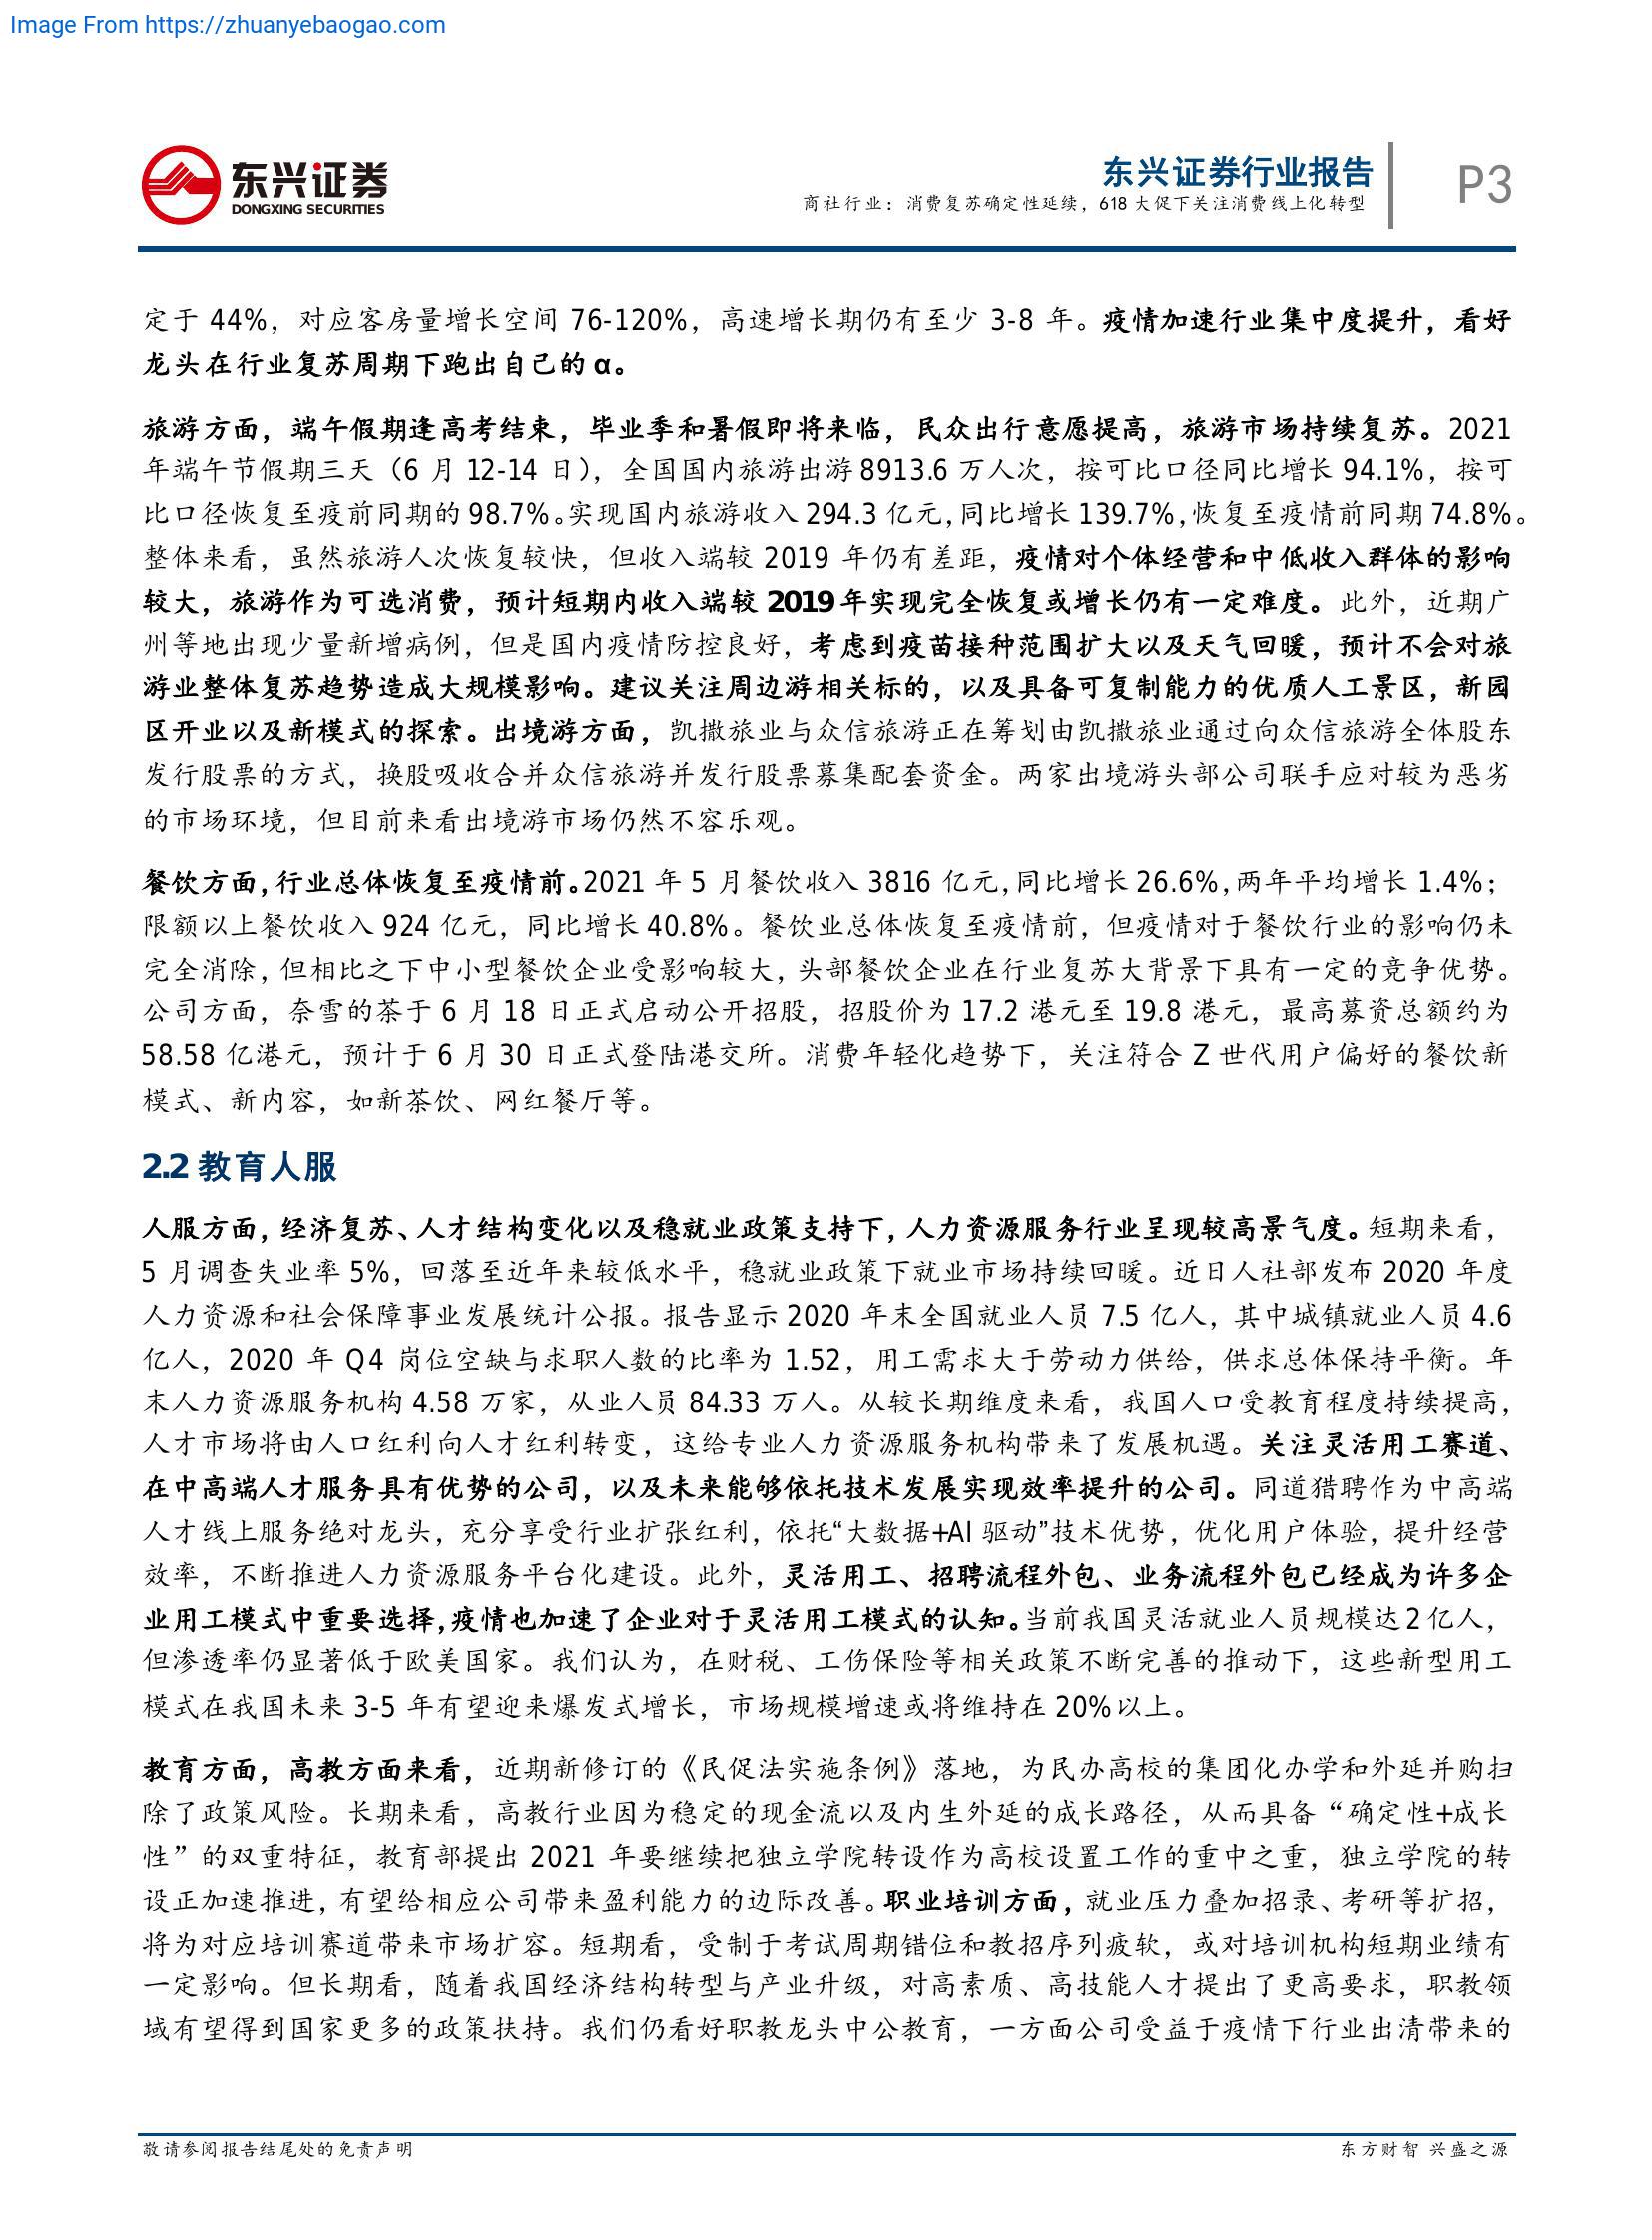 Image From https://zhuanyebaogao.com
东兴证券
DONGXING SECURITIES
东兴证券行业报告
商社行业：消费复苏确定性延续，618 大促下关注消费线上化转型
P3
定于 44%，对应客房量增长空间 76-120%，高速增长期仍有至少 3-8 年。疫情加速行业集中度提升，看好
龙头在行业复苏周期下跑出自己的 α。
旅游方面，端午假期逢高考结束，毕业季和暑假即将来临，民众出行意愿提高，旅游市场持续复苏。2021
年端午节假期三天（6 月 12-14 日），全国国内旅游出游 8913.6 万人次，按可比口径同比增长 94.1%，按可
比口径恢复至疫前同期的 98.7%。实现国内旅游收入 294.3 亿元，同比增长 139.7%，恢复至疫情前同期 74.8%。
整体来看，虽然旅游人次恢复较快，但收入端较 2019 年仍有差距，疫情对个体经营和中低收入群体的影响
较大，旅游作为可选消费，预计短期内收入端较 2019 年实现完全恢复或增长仍有一定难度。此外，近期广
州等地出现少量新增病例，但是国内疫情防控良好，考虑到疫苗接种范围扩大以及天气回暖，预计不会对旅
游业整体复苏趋势造成大规模影响。建议关注周边游相关标的，以及具备可复制能力的优质人工景区，新园
区开业以及新模式的探索。出境游方面，凯撒旅业与众信旅游正在筹划由凯撒旅业通过向众信旅游全体股东
发行股票的方式，换股吸收合并众信旅游并发行股票募集配套资金。两家出境游头部公司联手应对较为恶劣
的市场环境，但目前来看出境游市场仍然不容乐观。
餐饮方面，行业总体恢复至疫情前。2021 年 5 月餐饮收入 3816 亿元，同比增长 26.6%，两年平均增长 1.4%；
限额以上餐饮收入 924 亿元，同比增长 40.8%。餐饮业总体恢复至疫情前，但疫情对于餐饮行业的影响仍未
完全消除，但相比之下中小型餐饮企业受影响较大，头部餐饮企业在行业复苏大背景下具有一定的竞争优势。
公司方面，奈雪的茶于 6 月 18 日正式启动公开招股，招股价为 17.2 港元至 19.8 港元，最高募资总额约为
58.58 亿港元，预计于 6 月 30 日正式登陆港交所。消费年轻化趋势下，关注符合 Z 世代用户偏好的餐饮新
模式、新内容，如新茶饮、网红餐厅等。
2.2 教育人服
人服方面，经济复苏、人才结构变化以及稳就业政策支持下，人力资源服务行业呈现较高景气度。短期来看，
5 月调查失业率 5%，回落至近年来较低水平，稳就业政策下就业市场持续回暖。近日人社部发布 2020 年度
人力资源和社会保障事业发展统计公报。报告显示 2020 年末全国就业人员 7.5 亿人，其中城镇就业人员 4.6
亿人，2020 年 Q4 岗位空缺与求职人数的比率为 1.52，用工需求大于劳动力供给，供求总体保持平衡。年
末人力资源服务机构 4.58 万家，从业人员 84.33 万人。从较长期维度来看，我国人口受教育程度持续提高，
人才市场将由人口红利向人才红利转变，这给专业人力资源服务机构带来了发展机遇。关注灵活用工赛道、
在中高端人才服务具有优势的公司，以及未来能够依托技术发展实现效率提升的公司。同道猎聘作为中高端
人才线上服务绝对龙头，充分享受行业扩张红利，依托“大数据+AI 驱动”技术优势，优化用户体验，提升经营
效率，不断推进人力资源服务平台化建设。此外，灵活用工、招聘流程外包、业务流程外包已经成为许多企
业用工模式中重要选择，疫情也加速了企业对于灵活用工模式的认知。当前我国灵活就业人员规模达 2 亿人，
但渗透率仍显著低于欧美国家。我们认为，在财税、工伤保险等相关政策不断完善的推动下，这些新型用工
模式在我国未来 3-5 年有望迎来爆发式增长，市场规模增速或将维持在 20%以上。
教育方面，高教方面来看，近期新修订的《民促法实施条例》落地，为民办高校的集团化办学和外延并购扫
除了政策风险。长期来看，高教行业因为稳定的现金流以及内生外延的成长路径，从而具备“确定性+成长
性”的双重特征，教育部提出 2021 年要继续把独立学院转设作为高校设置工作的重中之重，独立学院的转
设正加速推进，有望给相应公司带来盈利能力的边际改善。职业培训方面，就业压力叠加招录、考研等扩招，
将为对应培训赛道带来市场扩容。短期看，受制于考试周期错位和教招序列疲软，或对培训机构短期业绩有
一定影响。但长期看，随着我国经济结构转型与产业升级，对高素质、高技能人才提出了更高要求，职教领
域有望得到国家更多的政策扶持。我们仍看好职教龙头中公教育，一方面公司受益于疫情下行业出清带来的
敬请参阅报告结尾处的免责声明
东方财智 兴盛之源